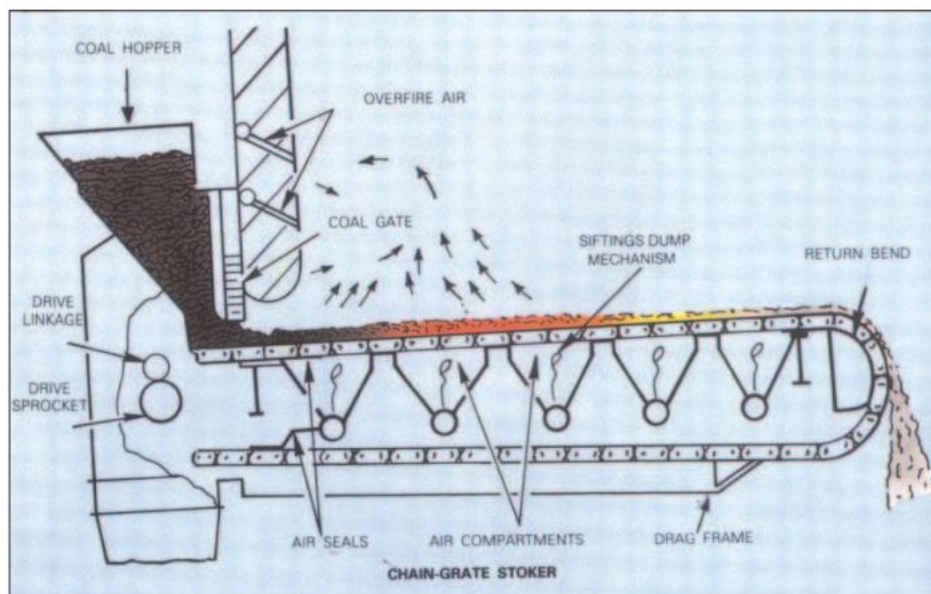 COAL HOPPER
OVERFIRE AIR
COAL GATE
SIFTINGS DUMP
MECHANISM
RETURN BEND
DRIVE
LINKAGE
DRIVE
SPROCKET
AIR SEALS
AIR COMPARTMENTS
DRAG FRAME
CHAIN-GRATE STOKER